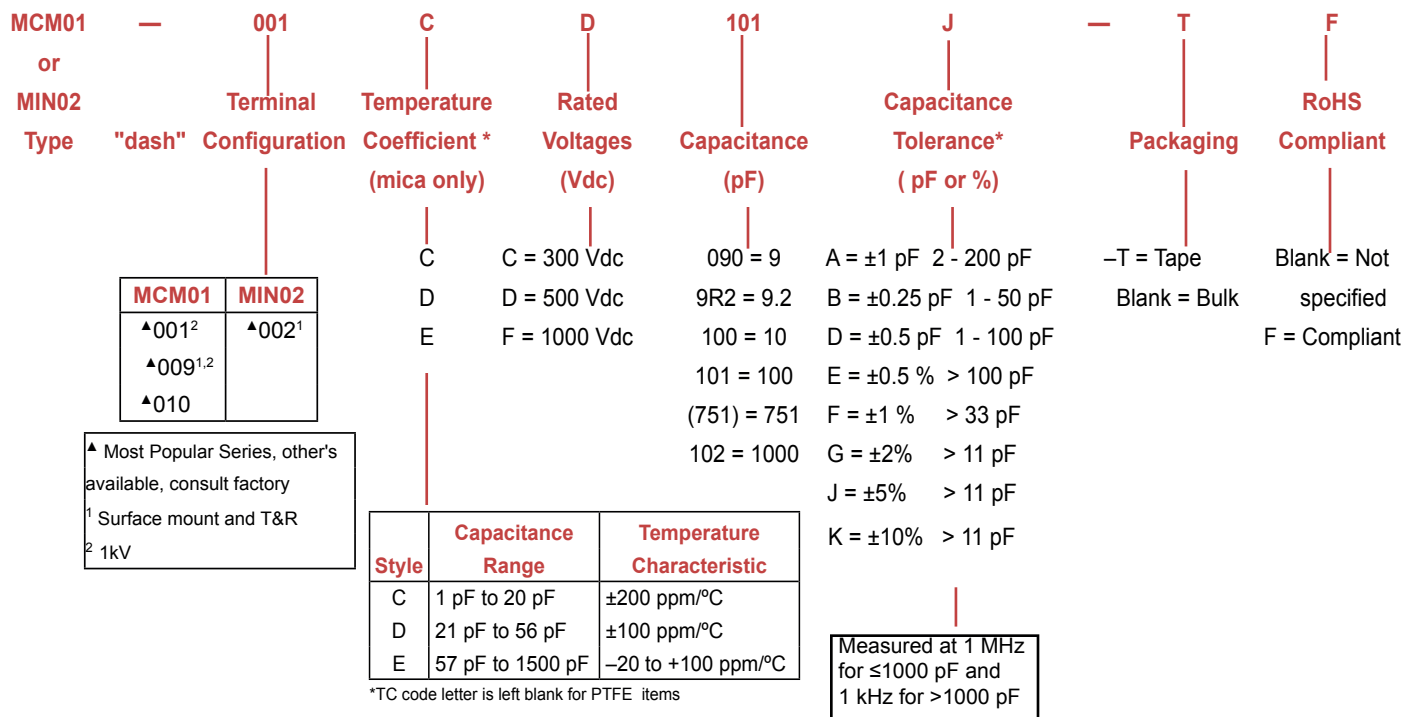 MCM01 — 001 C D 101 J — T F
or
MIN02 Terminal Temperature Rated Capacitance RoHS
Type "dash" Configuration Coefficient * Voltages Capacitance Tolerance* Packaging Compliant
(mica only) (Vdc) (pF) ( pF or %)
C C = 300 Vdc 090 = 9 A = ±1 pF 2 - 200 pF –T = Tape Blank = Not
D D = 500 Vdc 9R2 = 9.2 B = ±0.25 pF 1 - 50 pF Blank = Bulk specified
E F = 1000 Vdc 100 = 10 D = ±0.5 pF 1 - 100 pF F = Compliant
101 = 100 E = ±0.5 % > 100 pF
(751) = 751 F = ±1 % > 33 pF
102 = 1000 G = ±2% > 11 pF
J = ±5% > 11 pF
K = ±10% > 11 pF
MCM01 MIN02
▲001² ▲002¹
▲009¹,²
▲010
▲ Most Popular Series, other's
available, consult factory
¹ Surface mount and T&R
² 1kV
Capacitance Temperature
Style Range Characteristic
C 1 pF to 20 pF ±200 ppm/ºC
D 21 pF to 56 pF ±100 ppm/ºC
E 57 pF to 1500 pF –20 to +100 ppm/ºC
*TC code letter is left blank for PTFE items
Measured at 1 MHz
for ≤1000 pF and
1 kHz for >1000 pF